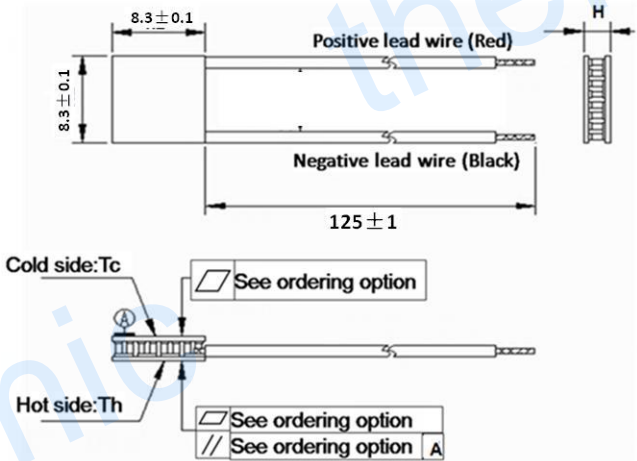 8.3±0.1
H
Positive lead wire (Red)
8.3±0.1
Negative lead wire (Black)
125±1
Cold side:Tc
See ordering option
A
Hot side:Th
See ordering option
// See ordering option A